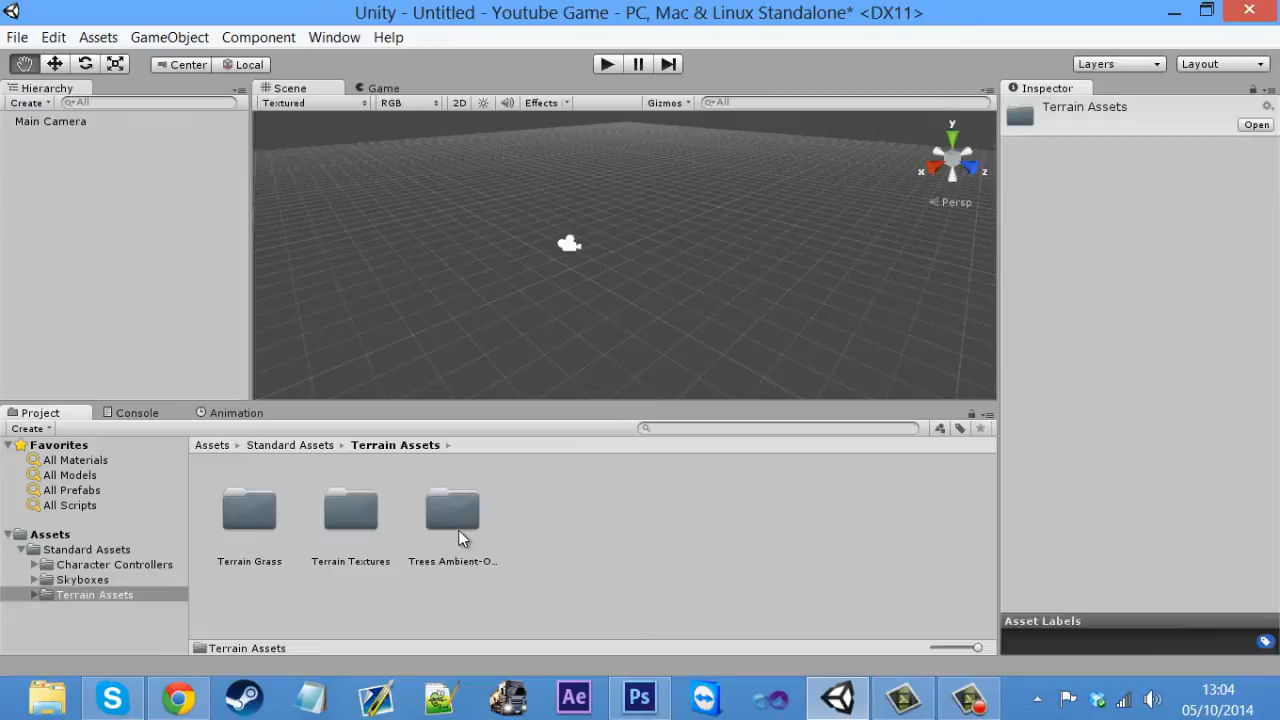 Unity - Untitled - Youtube Game - PC, Mac & Linux Standalone* <DX11>
File Edit Assets GameObject Component Window Help
Center Local Layers Layout
Hierarchy Scene Game Inspector
Create All Textured RGB 2D Effects Gizmos All Terrain Assets
Open
Main Camera
y
x z
Persp
Project Console Animation
Create
Favorites Assets Standard Assets Terrain Assets
All Materials
All Models
All Prefabs
All Scripts
Assets
Standard Assets
Character Controllers
Skyboxes
Terrain Assets
Terrain Grass Terrain Textures Trees Ambient-O...
Asset Labels
Terrain Assets
Ae Ps
13:04
05/10/2014